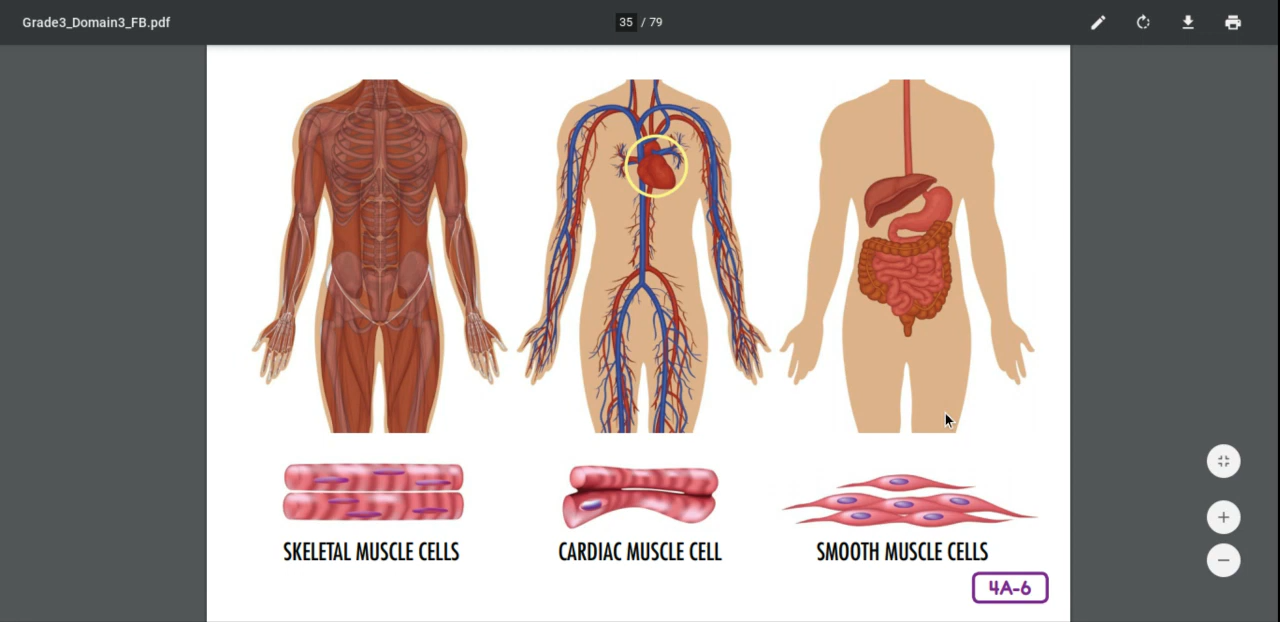 Grade3_Domain3_FB.pdf
35 / 79
SKELETAL MUSCLE CELLS
CARDIAC MUSCLE CELL
SMOOTH MUSCLE CELLS
4A-6